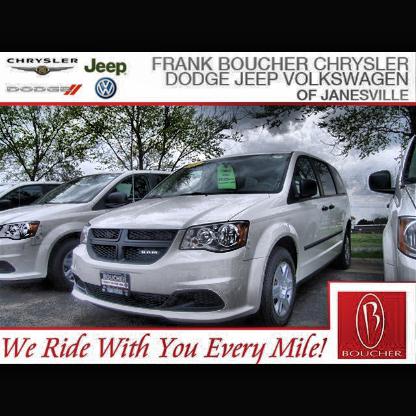 CHRYSLER
Jeep
DODGE
FRANK BOUCHER CHRYSLER
DODGE JEEP VOLKSWAGEN
OF JANESVILLE
RAM
BOUCHER
We Ride With You Every Mile!
B
BOUCHER